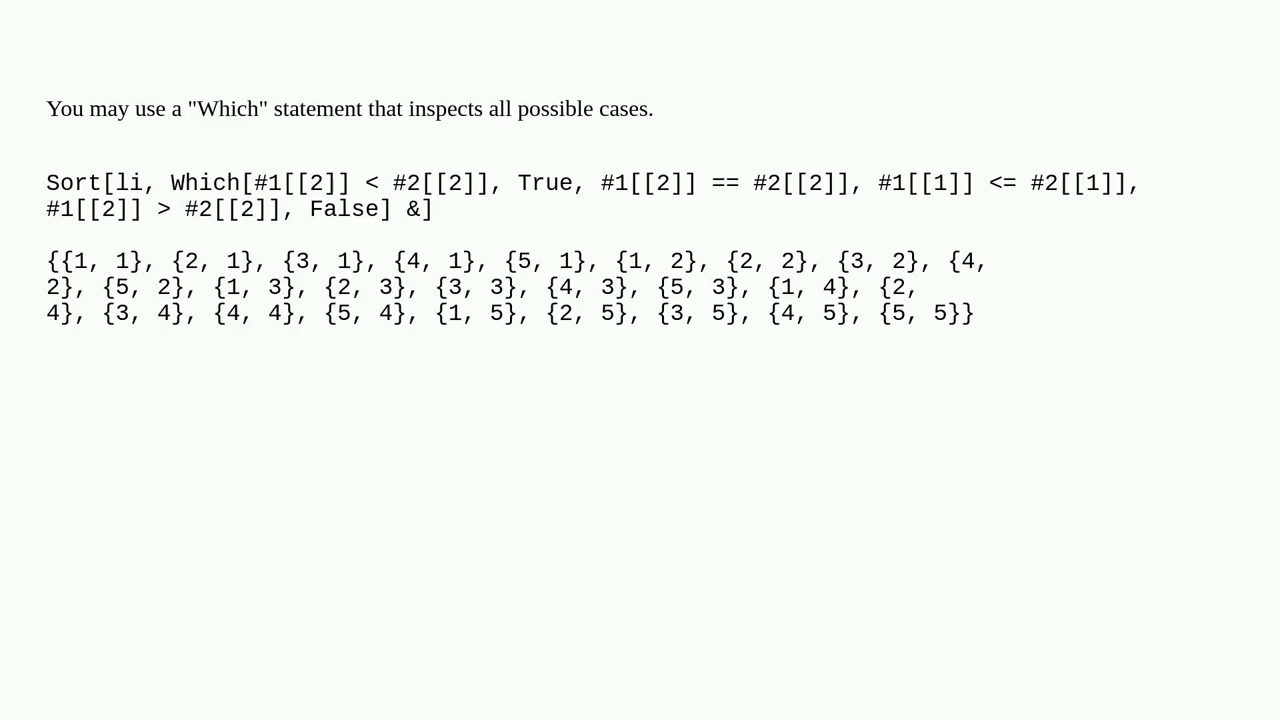 You may use a "Which" statement that inspects all possible cases.
Sort[li, Which[#1[[2]] < #2[[2]], True, #1[[2]] == #2[[2]], #1[[1]] <= #2[[1]],
#1[[2]] > #2[[2]], False] &]
{{1, 1}, {2, 1}, {3, 1}, {4, 1}, {5, 1}, {1, 2}, {2, 2}, {3, 2}, {4,
2}, {5, 2}, {1, 3}, {2, 3}, {3, 3}, {4, 3}, {5, 3}, {1, 4}, {2,
4}, {3, 4}, {4, 4}, {5, 4}, {1, 5}, {2, 5}, {3, 5}, {4, 5}, {5, 5}}